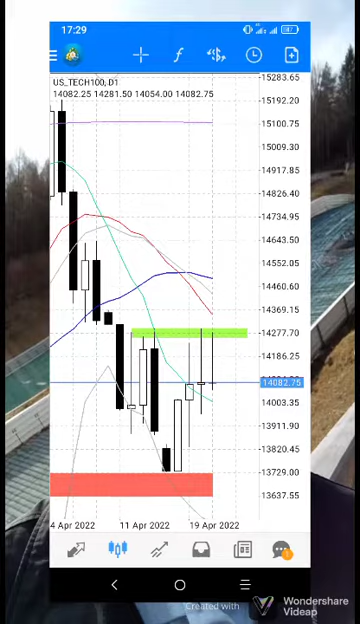 17:29
US_TECH100,D1
14082.25 14281.50 14054.00 14082.75
15283.65
15192.20
15100.75
15009.30
14917.85
14826.40
14734.95
14643.50
14552.05
14460.60
14369.15
14277.70
14186.25
14082.75
14003.35
13911.90
13820.45
13729.00
13637.55
4 Apr 2022
11 Apr 2022
19 Apr 2022
Created with
Wondershare
Videap